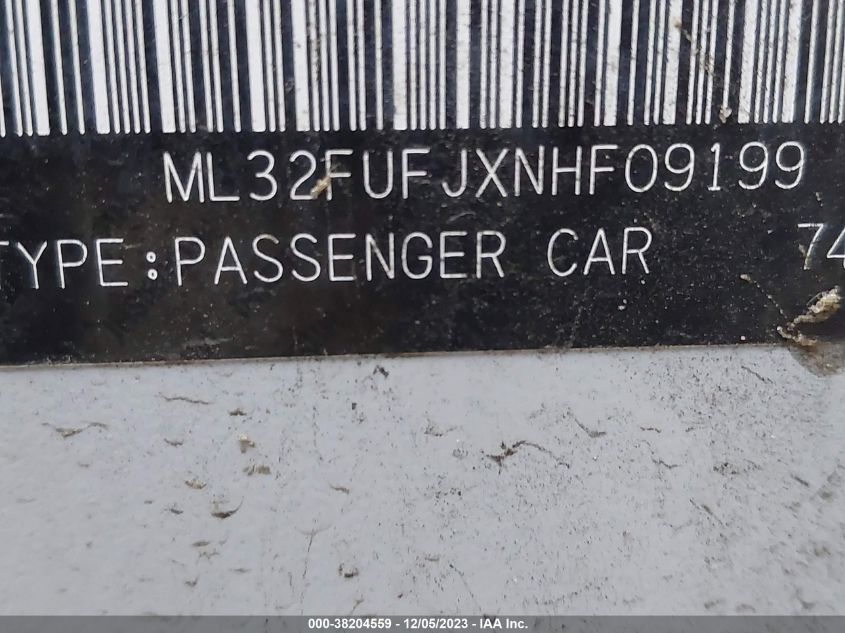 ML32FUFJXNHF09199
TYPE:PASSENGER CAR 74
000-38204559 - 12/05/2023 - IAA Inc.